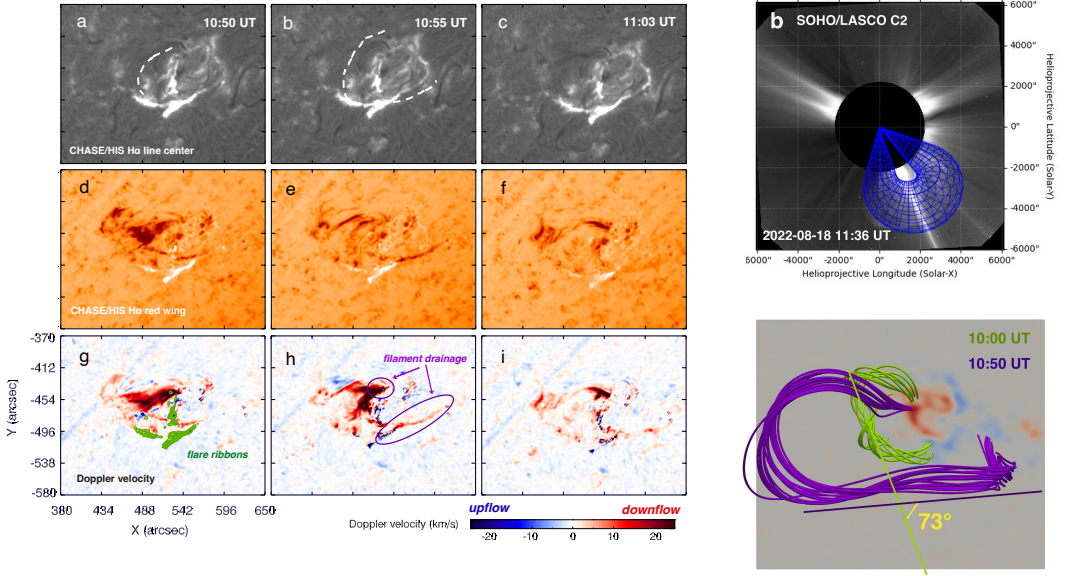 a
10:50 UT
CHASE/HIS Hα line center
b
10:55 UT
c
11:03 UT
d
CHASE/HIS Hα red wing
e
f
g
flare ribbons
Doppler velocity
h
filament drainage
i
-370
-412
-454
-496
-538
-580
Y (arcsec)
380 434 488 542 596 650
X (arcsec)
upflow
downflow
Doppler velocity (km/s)
-20 -10 0 10 20
b SOHO/LASCO C2
2022-08-18 11:36 UT
6000"
4000"
2000"
0"
-2000"
-4000"
-6000"
Helioprojective Latitude (Solar-Y)
5000" -4000" -2000" 0" 2000" 4000" 6000"
Helioprojective Longitude (Solar-X)
10:00 UT
10:50 UT
73°